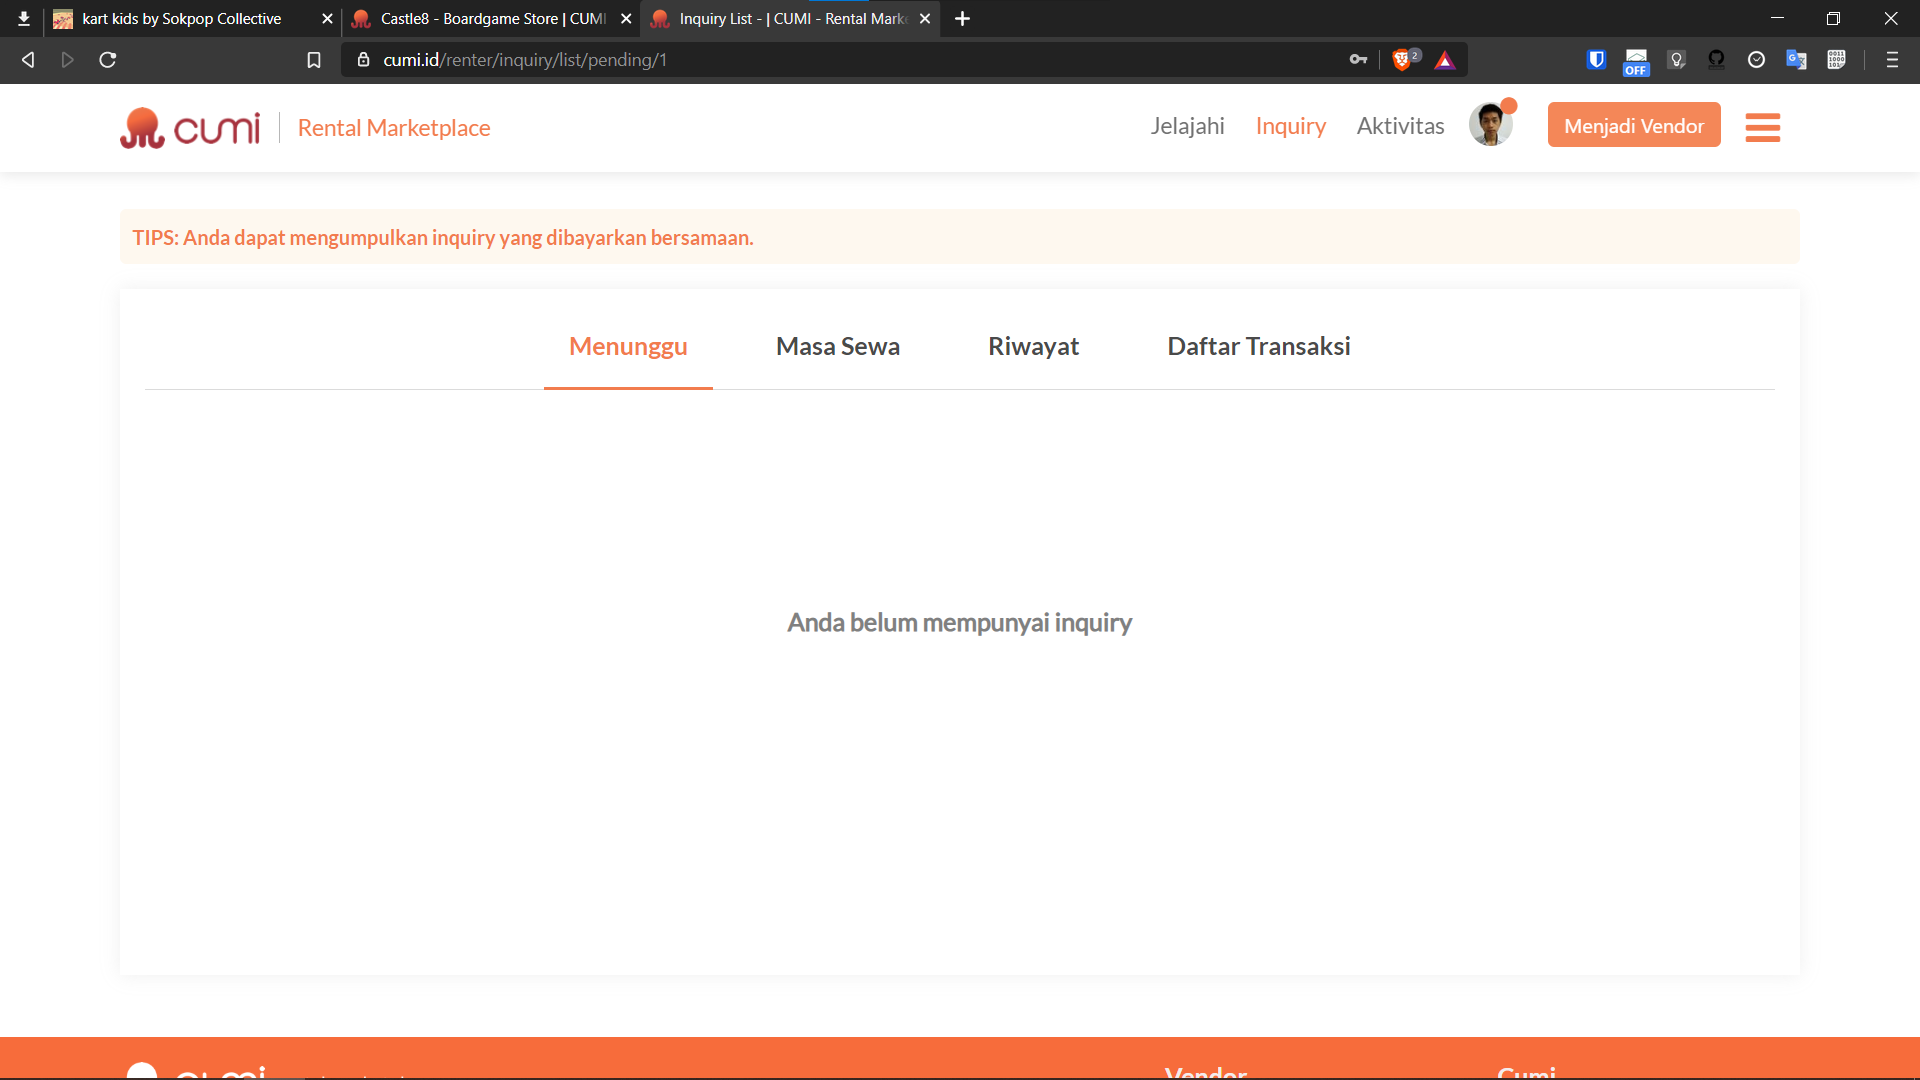 kart kids by Sokpop Collective
Castle8 - Boardgame Store | CUMI
Inquiry List - | CUMI - Rental Mark
cumi.id/renter/inquiry/list/pending/1
2
OFF
cumi
Rental Marketplace
Jelajahi
Inquiry
Aktivitas
Menjadi Vendor
TIPS: Anda dapat mengumpulkan inquiry yang dibayarkan bersamaan.
Menunggu
Masa Sewa
Riwayat
Daftar Transaksi
Anda belum mempunyai inquiry
cumi
Vendor
Cumi